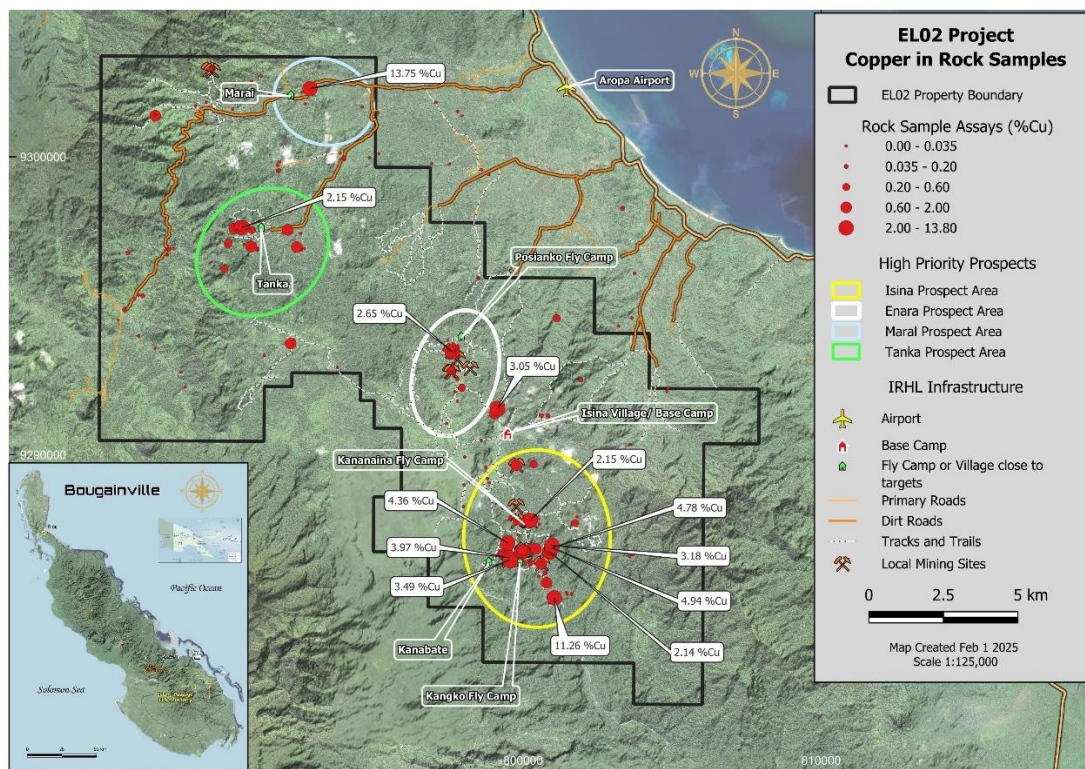 EL02 Project
Copper in Rock Samples
EL02 Property Boundary
Rock Sample Assays (%Cu)
0.00 - 0.035
0.035 - 0.20
0.20 - 0.60
0.60 - 2.00
2.00 - 13.80
High Priority Prospects
Isina Prospect Area
Enara Prospect Area
Maral Prospect Area
Tanka Prospect Area
IRHL Infrastructure
Airport
Base Camp
Fly Camp or Village close to
targets
Primary Roads
Dirt Roads
Tracks and Trails
Local Mining Sites
0 2.5 5 km
Map Created Feb 1 2025
Scale 1:125,000
N
W E
S
13.75 %Cu
Marai
Aropa Airport
9300000
2.15 %Cu
Tanka
Posianko Fly Camp
2.65 %Cu
3.05 %Cu
Isina Village/ Base Camp
9290000
Kananaina Fly Camp
2.15 %Cu
4.36 %Cu
4.78 %Cu
3.97 %Cu
3.18 %Cu
3.49 %Cu
4.94 %Cu
11.26 %Cu
2.14 %Cu
Kanabate
Kangko Fly Camp
800000
810000
Bougainville
Pacific Ocean
Solomon Sea
0 25 50 km